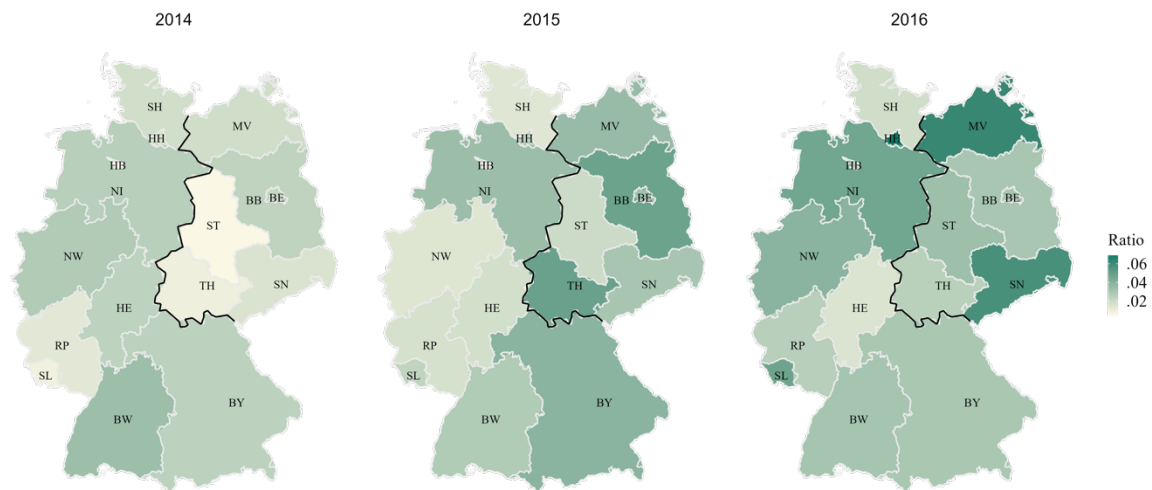 2014
2015
2016
SH
HH
MV
HB
NI
BB
BE
ST
NW
TH
SN
HE
RP
SL
BW
BY
SH
HH
MV
HB
NI
BB
BE
ST
NW
TH
SN
HE
RP
SL
BW
BY
SH
HH
MV
HB
NI
BB
BE
ST
NW
TH
SN
HE
RP
SL
BW
BY
Ratio
.06
.02